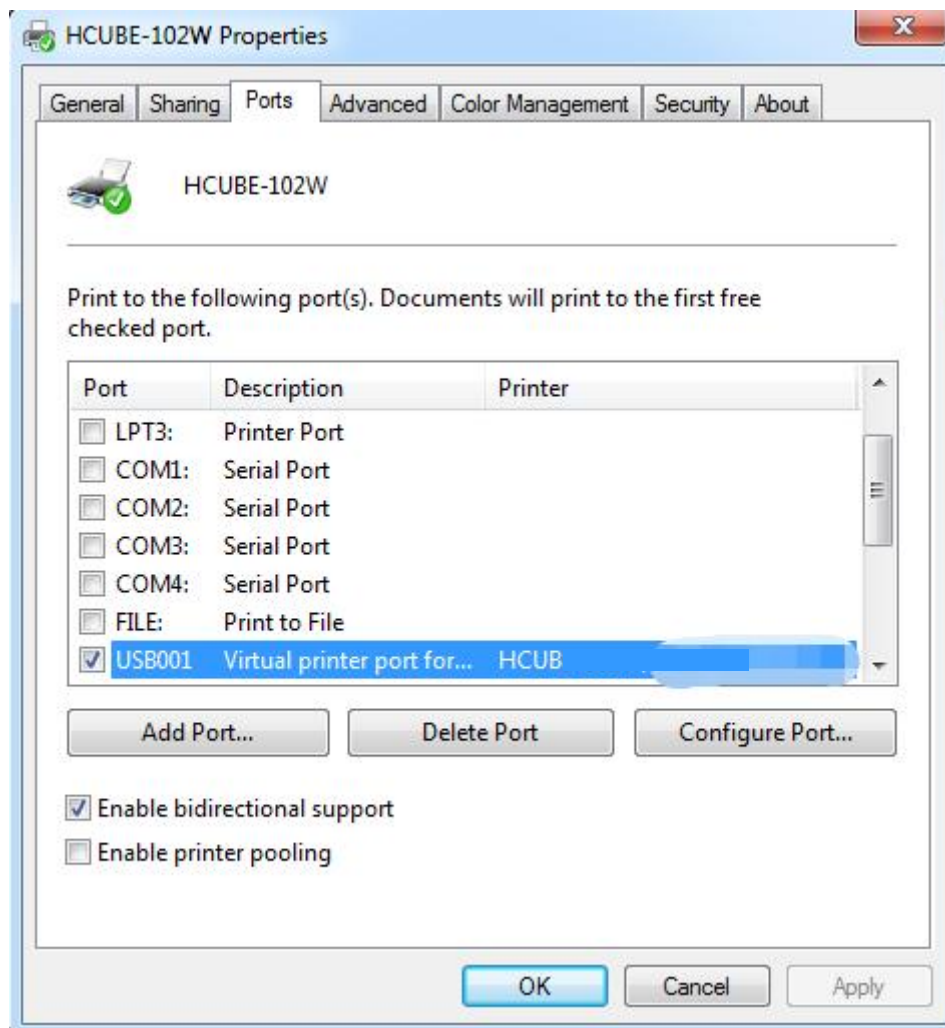 HCUBE-102W Properties
General Sharing Ports Advanced Color Management Security About
HCUBE-102W
Print to the following port(s). Documents will print to the first free
checked port.
Port Description Printer
LPT3: Printer Port
COM1: Serial Port
COM2: Serial Port
COM3: Serial Port
COM4: Serial Port
FILE: Print to File
USB001 Virtual printer port for... HCUB
Add Port... Delete Port Configure Port...
Enable bidirectional support
Enable printer pooling
OK Cancel Apply